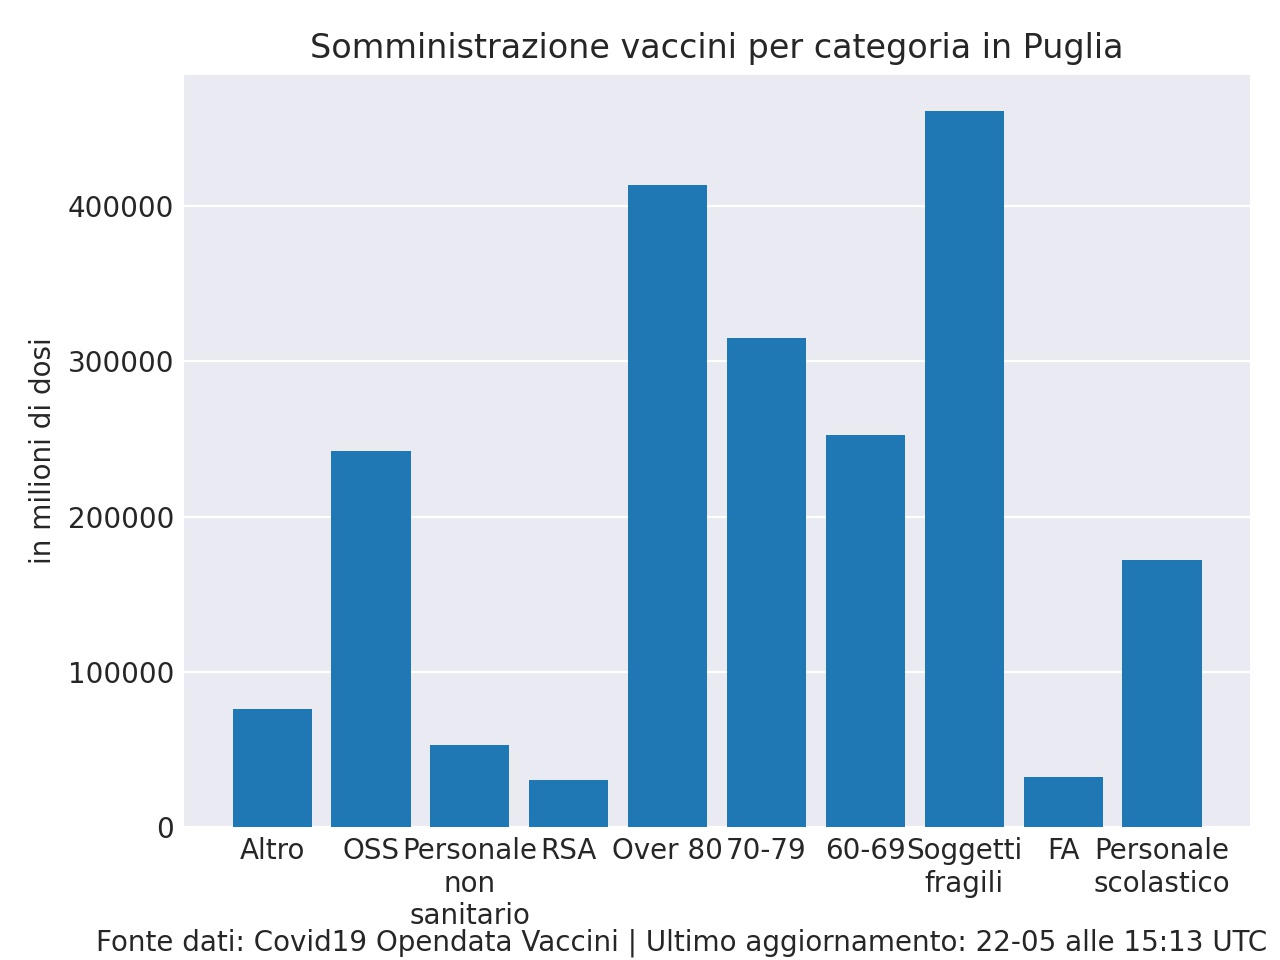 Somministrazione vaccini per categoria in Puglia
in milioni di dosi
400000
300000
200000
100000
0
Altro
OSS
Personale
non
sanitario
RSA
Over 80
70-79
60-69
Soggetti
fragili
FA
Personale
scolastico
Fonte dati: Covid19 Opendata Vaccini | Ultimo aggiornamento: 22-05 alle 15:13 UTC